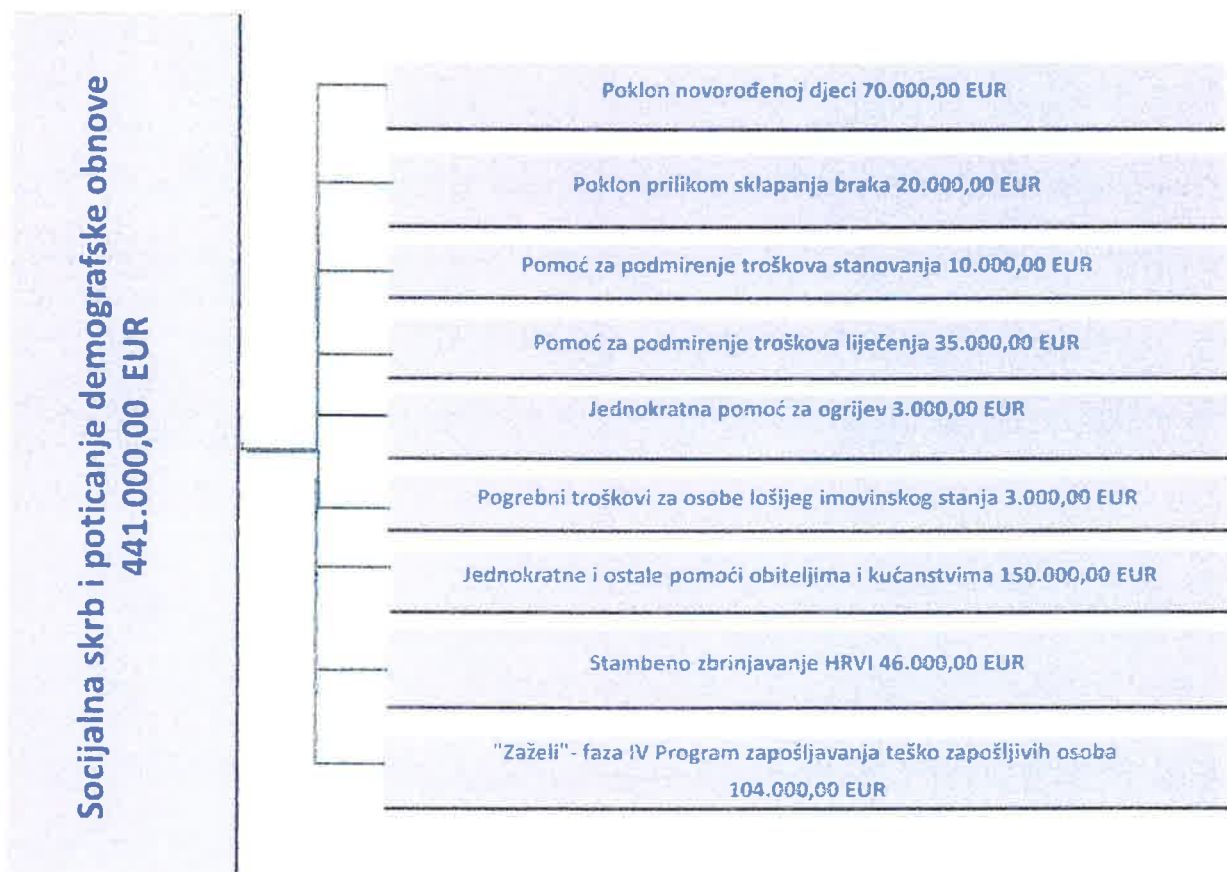 Socijalna skrb i poticanje demografske obnove
441.000,00 EUR
Poklon novorođenoj djeci 70.000,00 EUR
Poklon prilikom sklapanja braka 20.000,00 EUR
Pomoć za podmirenje troškova stanovanja 10.000,00 EUR
Pomoć za podmirenje troškova liječenja 35.000,00 EUR
Jednokratna pomoć za ogrijev 3.000,00 EUR
Pogrebni troškovi za osobe lošijeg imovinskog stanja 3.000,00 EUR
Jednokratne i ostale pomoći obiteljima i kućanstvima 150.000,00 EUR
Stambeno zbrinjavanje HRVI 46.000,00 EUR
"Zaželi"- faza IV Program zapošljavanja teško zapošljivih osoba
104.000,00 EUR